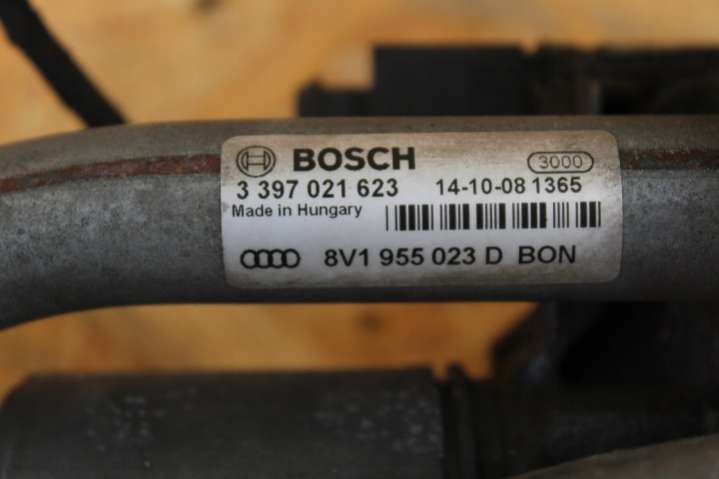 BOSCH 3000
3 397 021 623 14-10-08 1365
Made in Hungary
8V1 955 023 D BON